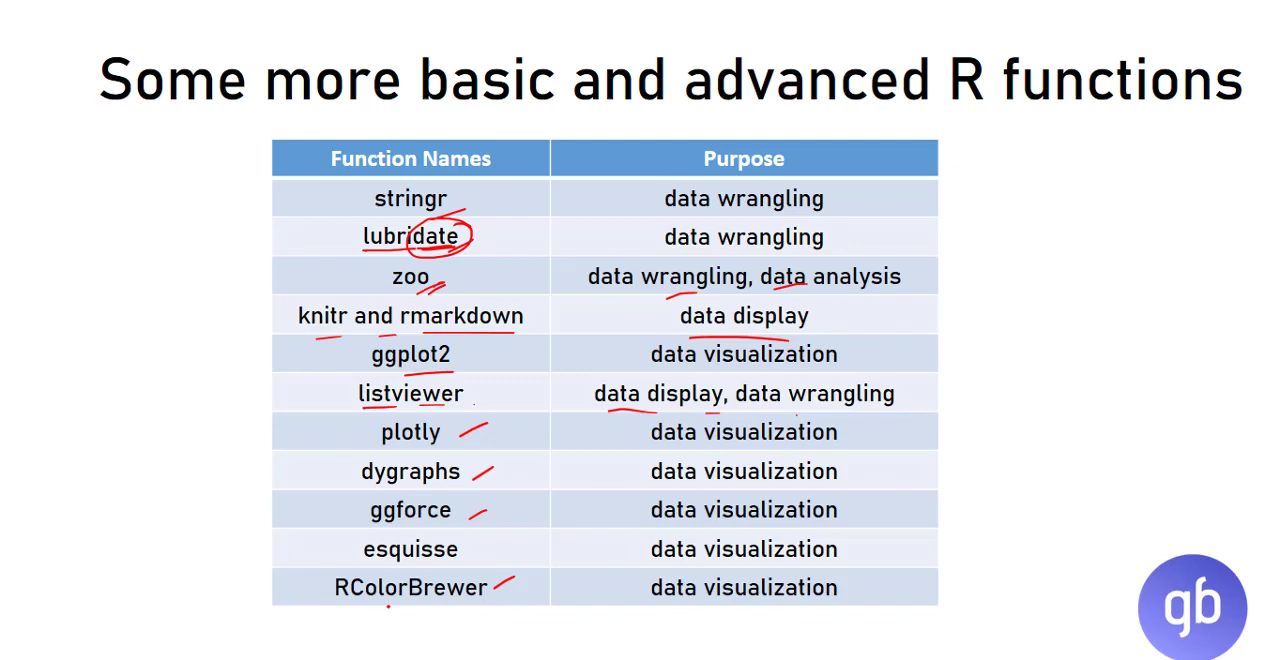 Some more basic and advanced R functions
Function Names Purpose
stringr data wrangling
lubridate data wrangling
zoo data wrangling, data analysis
knitr and rmarkdown data display
ggplot2 data visualization
listviewer data display, data wrangling
plotly data visualization
dygraphs data visualization
ggforce data visualization
esquisse data visualization
RColorBrewer data visualization
gb